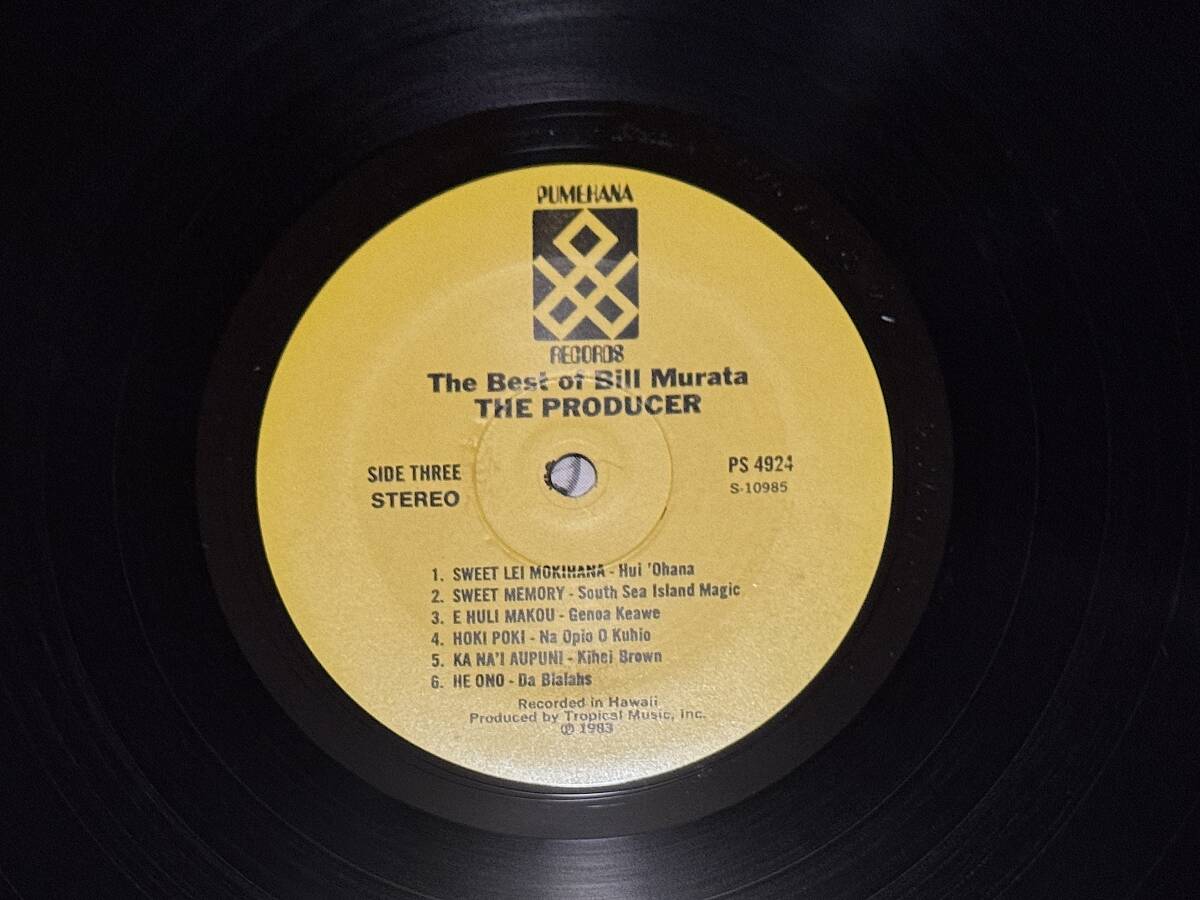 PUMEHANA
RECORDS
The Best of Bill Murata
THE PRODUCER
SIDE THREE
STEREO
PS 4924
S-10985
1. SWEET LEI MOKIHANA - Hui 'Ohana
2. SWEET MEMORY - South Sea Island Magic
3. E HULI MAKOU - Genoa Keawe
4. HOKI POKI - Na Opio O Kuhio
5. KA NA'I AUPUNI - Kihei Brown
6. HE ONO - Da Blalahs
Recorded in Hawaii
Produced by Tropical Music, Inc.
℗ 1983